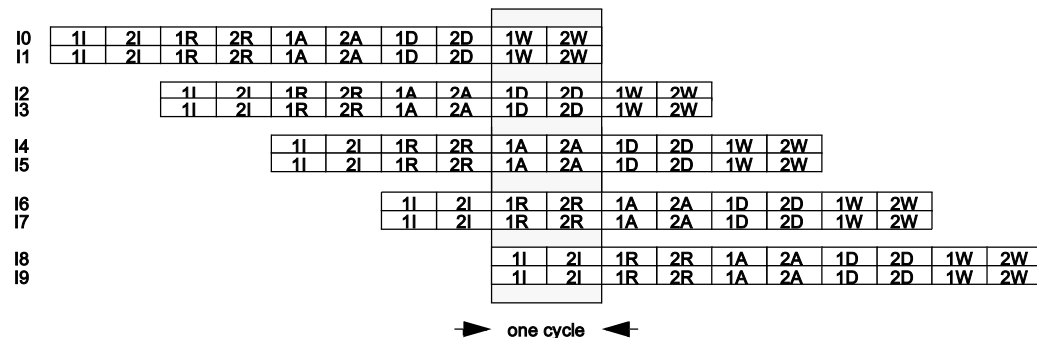 I0 1I 2I 1R 2R 1A 2A 1D 2D 1W 2W
I1 1I 2I 1R 2R 1A 2A 1D 2D 1W 2W
I2 1I 2I 1R 2R 1A 2A 1D 2D 1W 2W
I3 1I 2I 1R 2R 1A 2A 1D 2D 1W 2W
I4 1I 2I 1R 2R 1A 2A 1D 2D 1W 2W
I5 1I 2I 1R 2R 1A 2A 1D 2D 1W 2W
I6 1I 2I 1R 2R 1A 2A 1D 2D 1W 2W
I7 1I 2I 1R 2R 1A 2A 1D 2D 1W 2W
I8 1I 2I 1R 2R 1A 2A 1D 2D 1W 2W
I9 1I 2I 1R 2R 1A 2A 1D 2D 1W 2W
one cycle